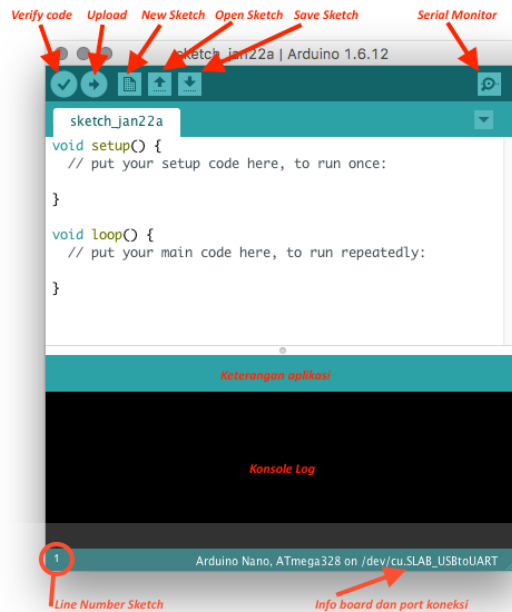 Verify code Upload New Sketch Open Sketch Save Sketch Serial Monitor
sketch_jan22a | Arduino 1.6.12
sketch_jan22a
void setup() {
// put your setup code here, to run once:
}
void loop() {
// put your main code here, to run repeatedly:
}
Keterangan aplikasi
Konsole Log
1
Arduino Nano, ATmega328 on /dev/cu.SLAB_USBtoUART
Line Number Sketch
Info board dan port koneksi